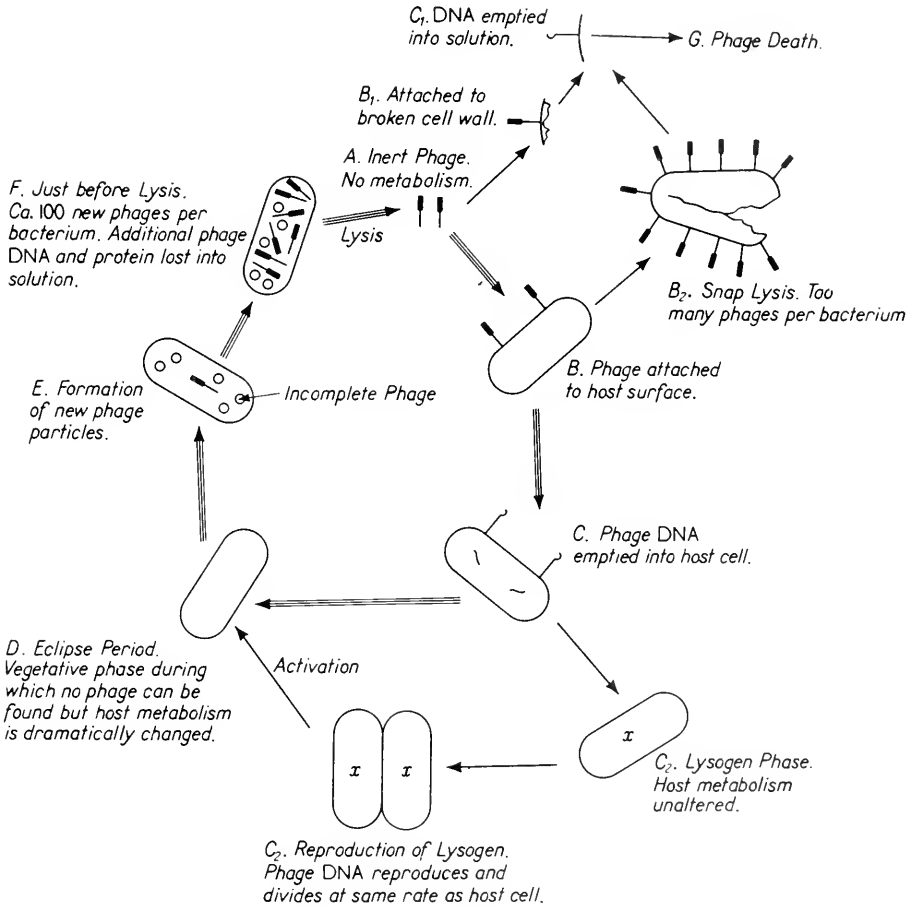 C₁. DNA emptied
into solution.
G. Phage Death.
B₁. Attached to
broken cell wall.
A. Inert Phage.
No metabolism.
F. Just before Lysis.
Ca. 100 new phages per
bacterium. Additional phage
DNA and protein lost into
solution.
Lysis
B₂. Snap Lysis. Too
many phages per bacterium
B. Phage attached
to host surface.
E. Formation
of new phage
particles.
Incomplete Phage
C. Phage DNA
emptied into host cell.
D. Eclipse Period.
Vegetative phase during
which no phage can be
found but host metabolism
is dramatically changed.
Activation
x
x x
C₂. Lysogen Phase.
Host metabolism
unaltered.
C₂. Reproduction of Lysogen.
Phage DNA reproduces and
divides at same rate as host cell.